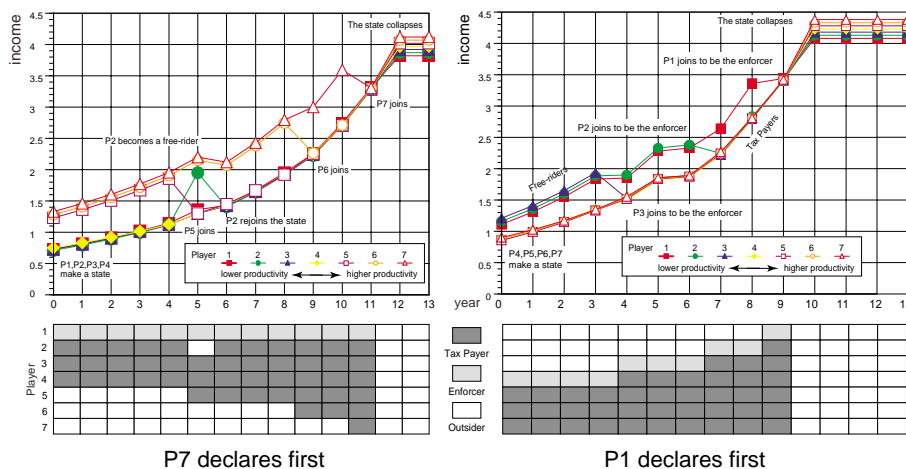 income
4.5
4
3.5
3
2.5
2
1.5
1
0.5
The state collapses
P7 joins
P2 becomes a free-rider
P6 joins
P2 rejoins the state
P5 joins
P1,P2,P3,P4
make a state
Player 1 2 3 4 5 6 7
lower productivity higher productivity
0 1 2 3 4 5 6 7 8 9 10 11 12 13
year
Player
1
2
3
4
5
6
7
P7 declares first
income
4.5
4
3.5
3
2.5
2
1.5
1
0.5
The state collapses
P1 joins to be the enforcer
P2 joins to be the enforcer
Tax Payers
Free-riders
P3 joins to be the enforcer
P4,P5,P6,P7
make a state
Player 1 2 3 4 5 6 7
lower productivity higher productivity
0 1 2 3 4 5 6 7 8 9 10 11 12 1
Tax Payer
Enforcer
Outsider
P1 declares first